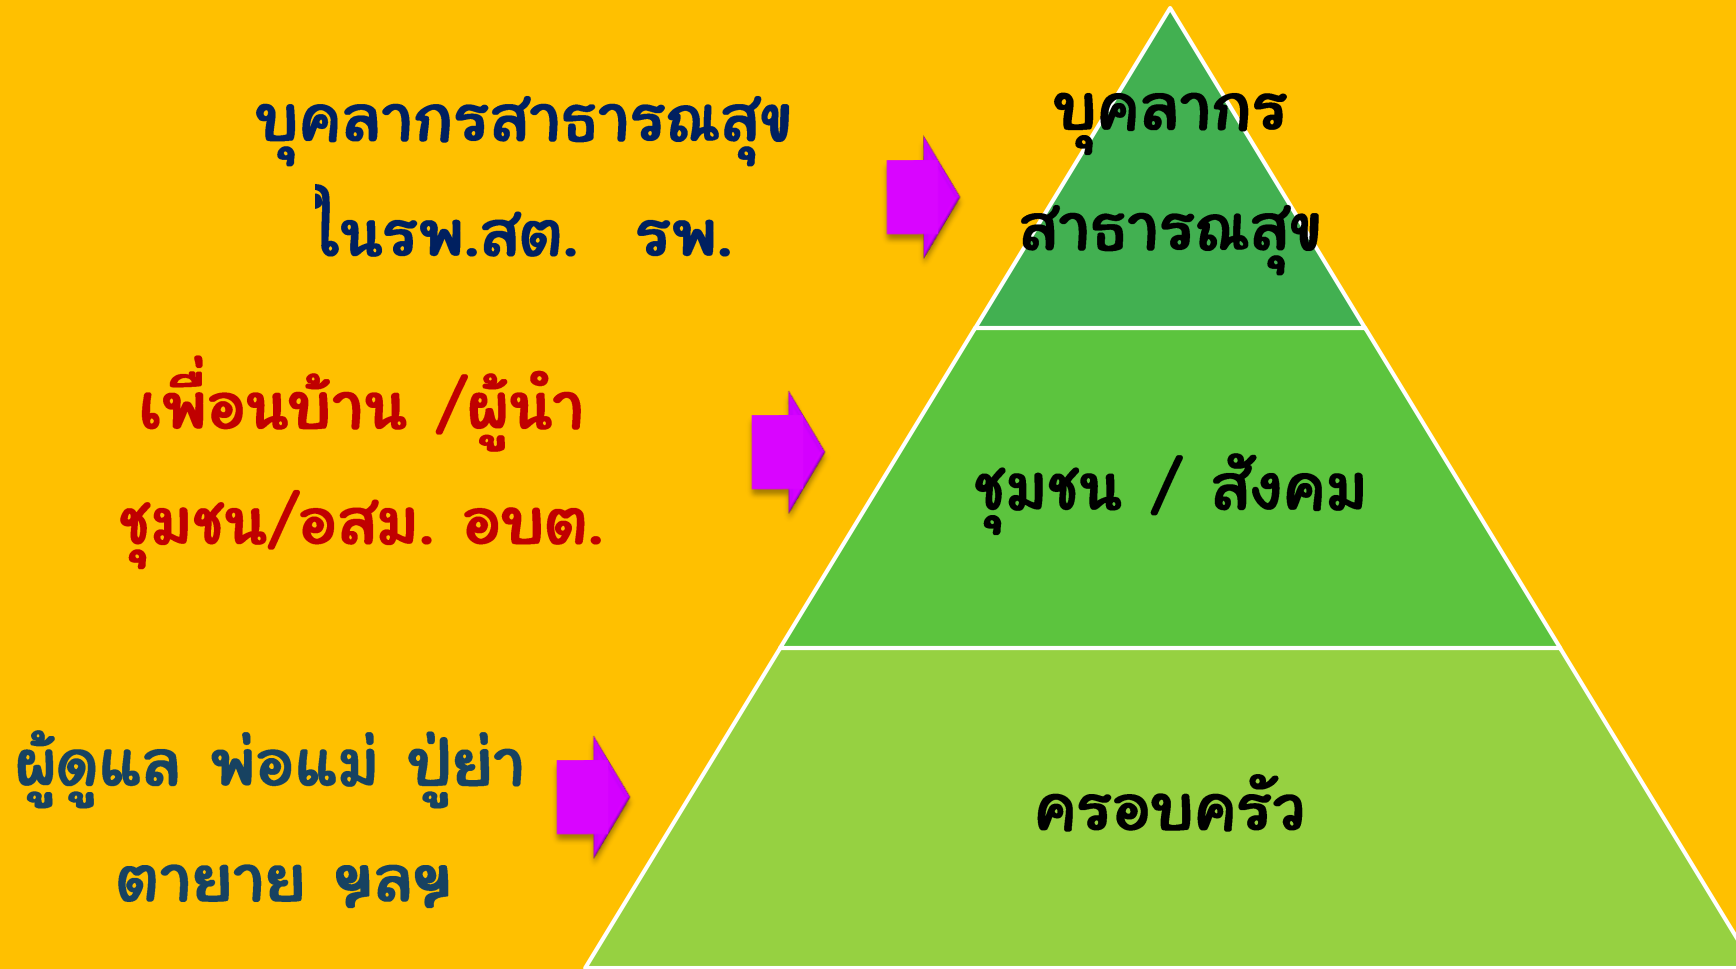 บุคลากรสาธารณสุข
ในรพ.สต.  รพ.
บุคลากร
สาธารณสุข
เพื่อนบ้าน /ผู้นำ
ชุมชน/อสม. อบต.
ชุมชน / สังคม
ผู้ดูแล พ่อแม่ ปู่ย่า
ตายาย ฯลฯ
ครอบครัว